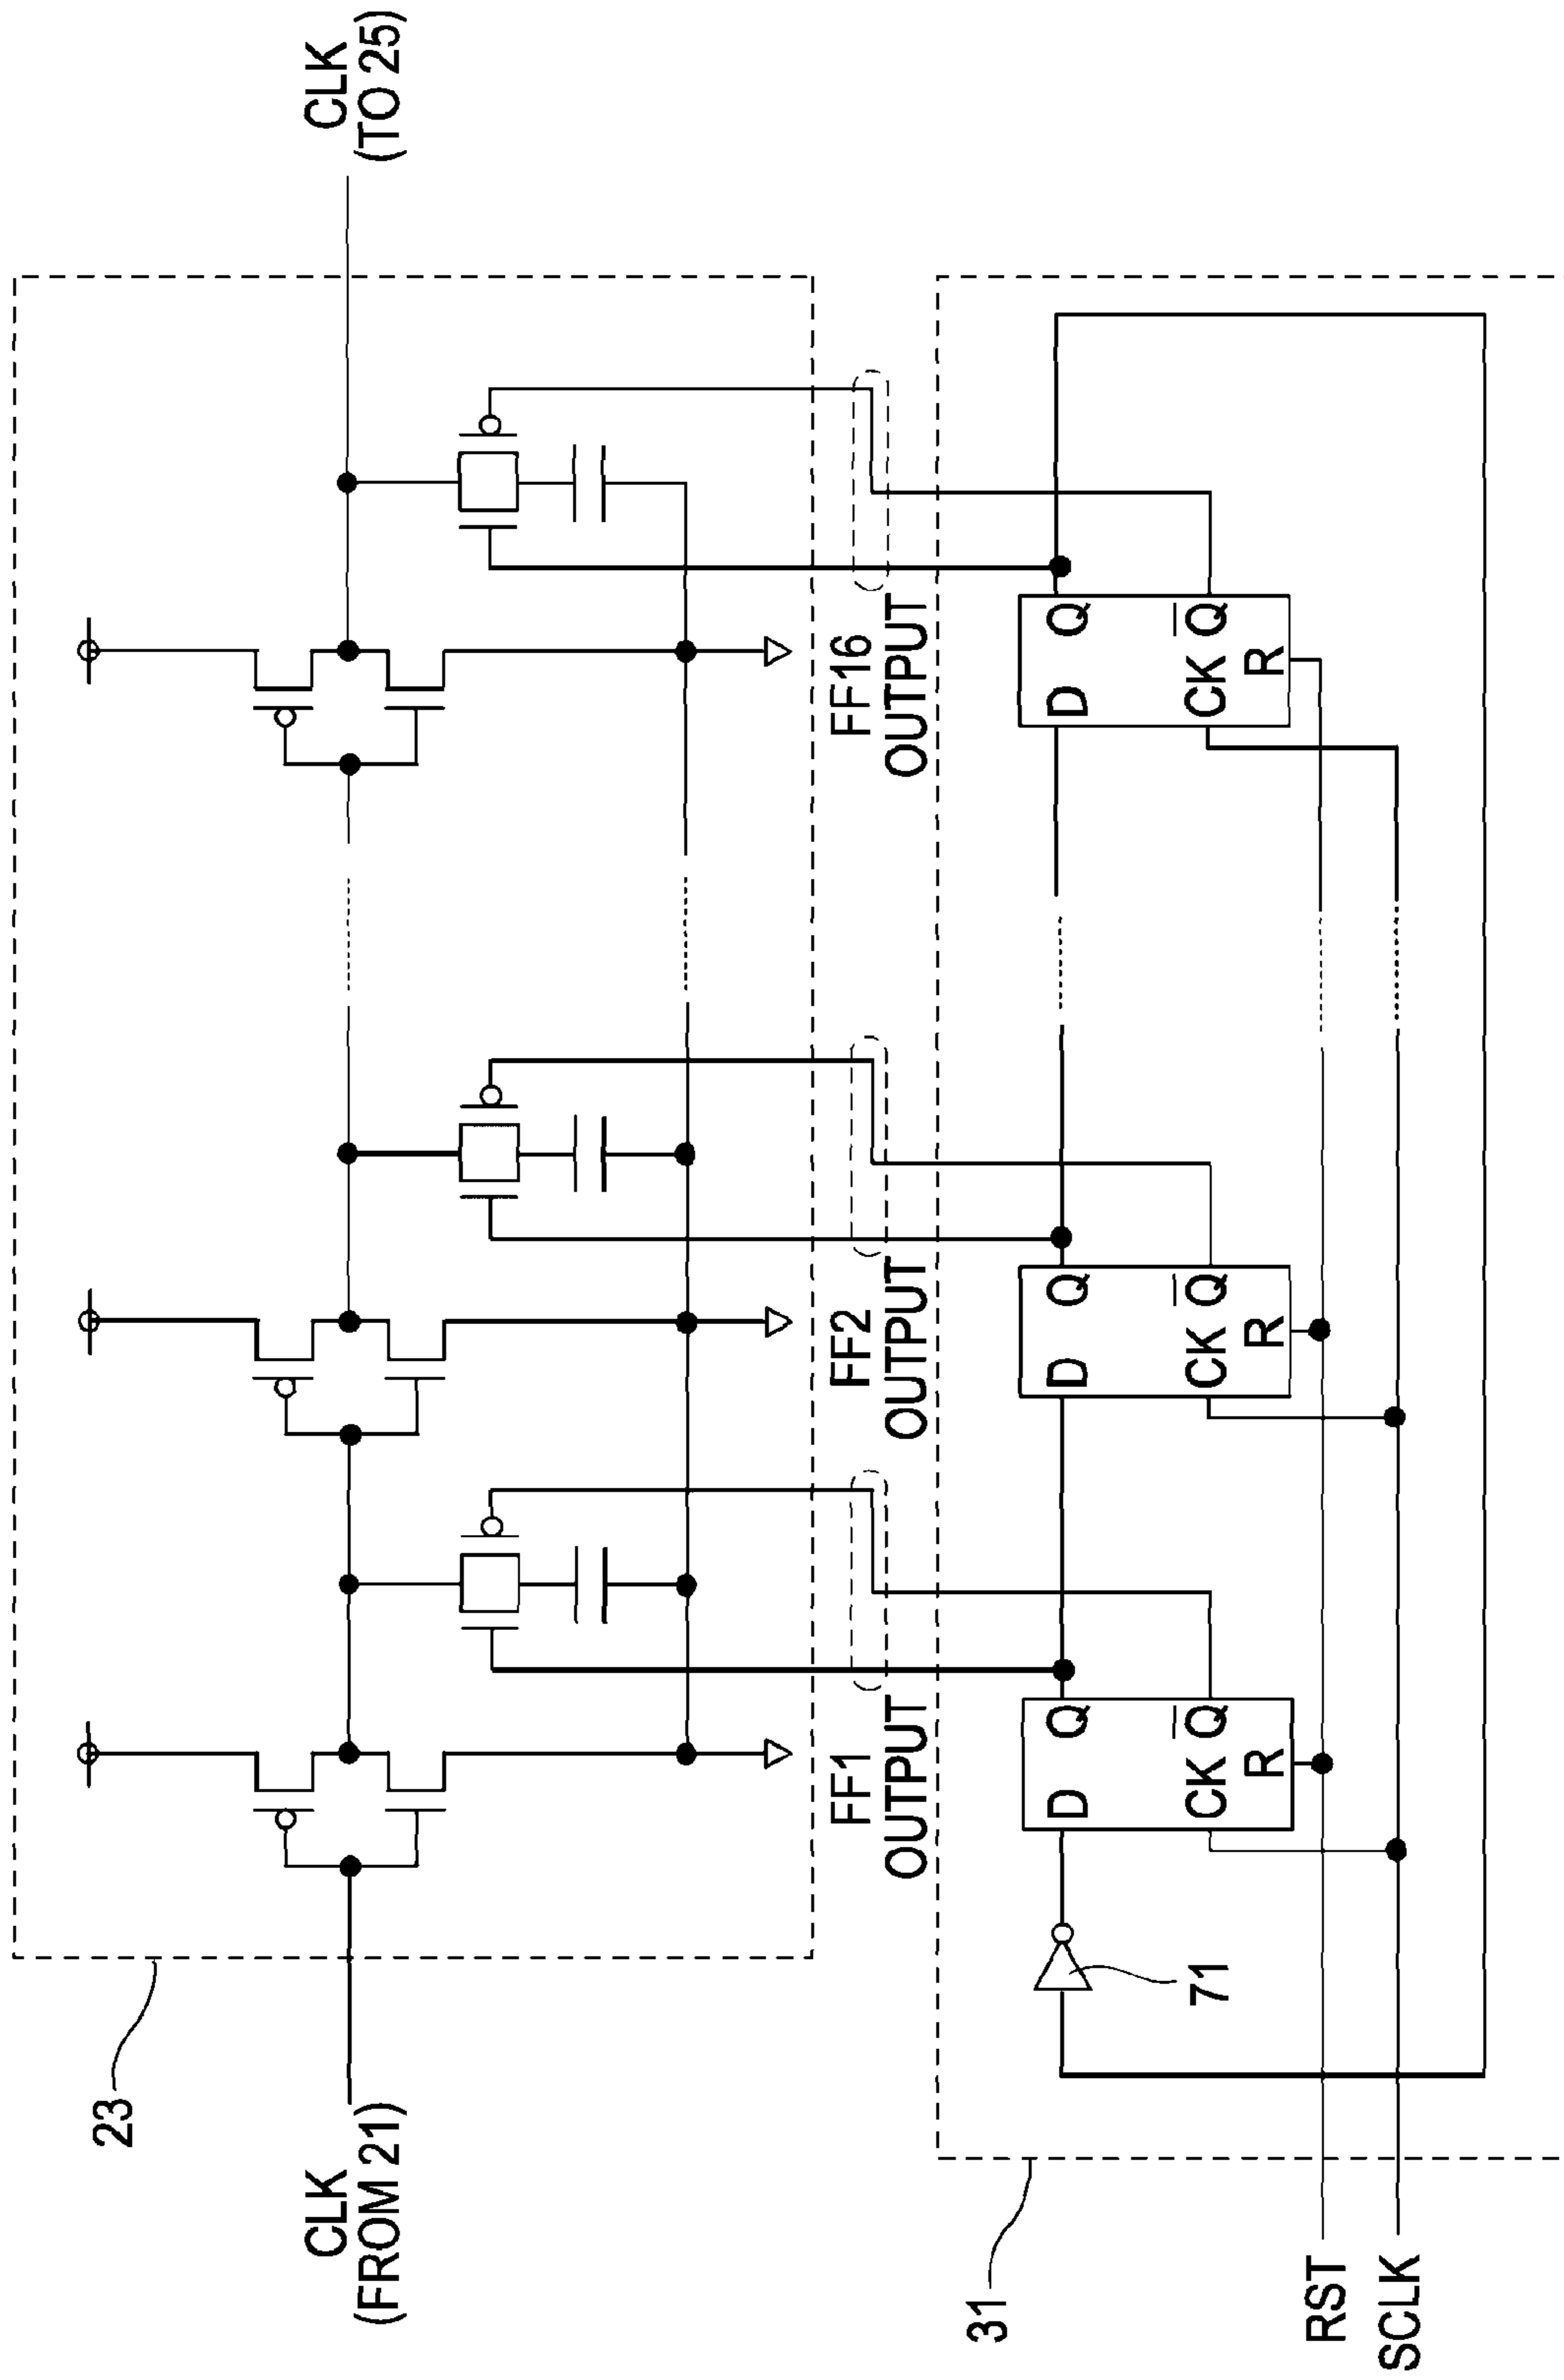 23
CLK
(FROM 21)
CLK
(TO 25)
FF1
OUTPUT
FF2
OUTPUT
FF16
OUTPUT
31
71
D Q
CK Q̅
R
D Q
CK Q̅
R
D Q
CK Q̅
R
RST
SCLK